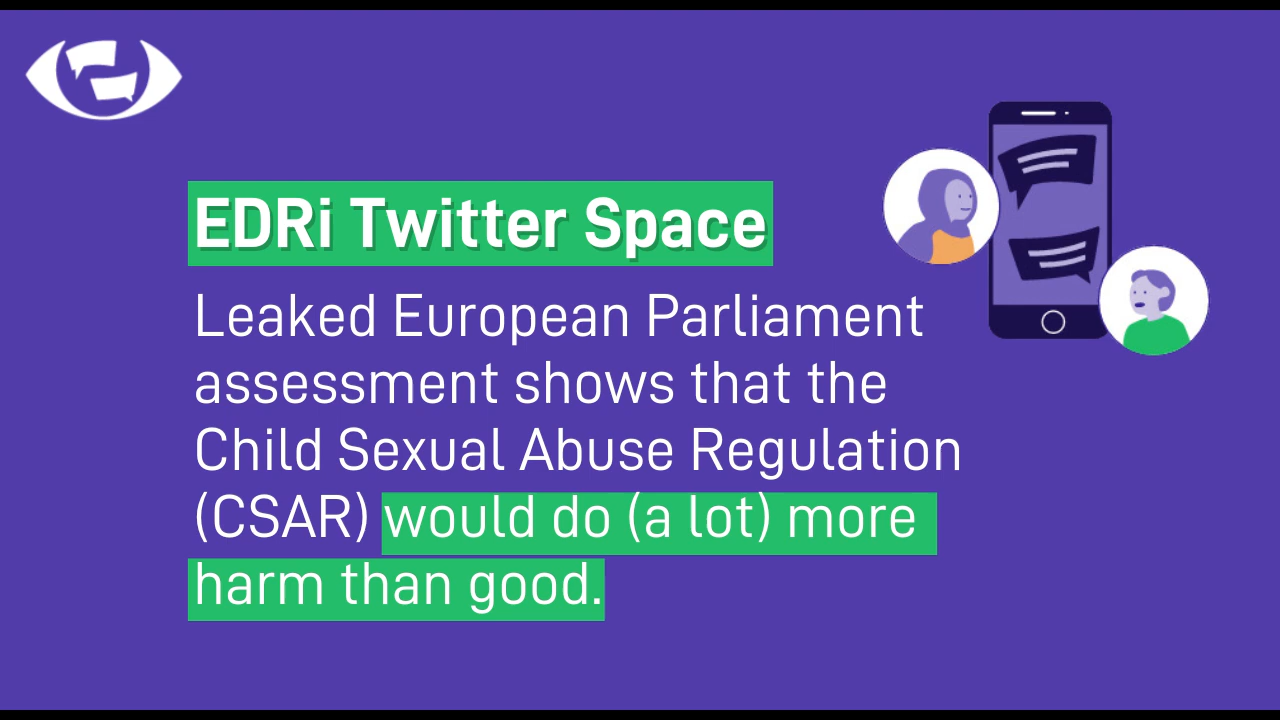 EDRi Twitter Space
Leaked European Parliament
assessment shows that the
Child Sexual Abuse Regulation
(CSAR) would do (a lot) more
harm than good.